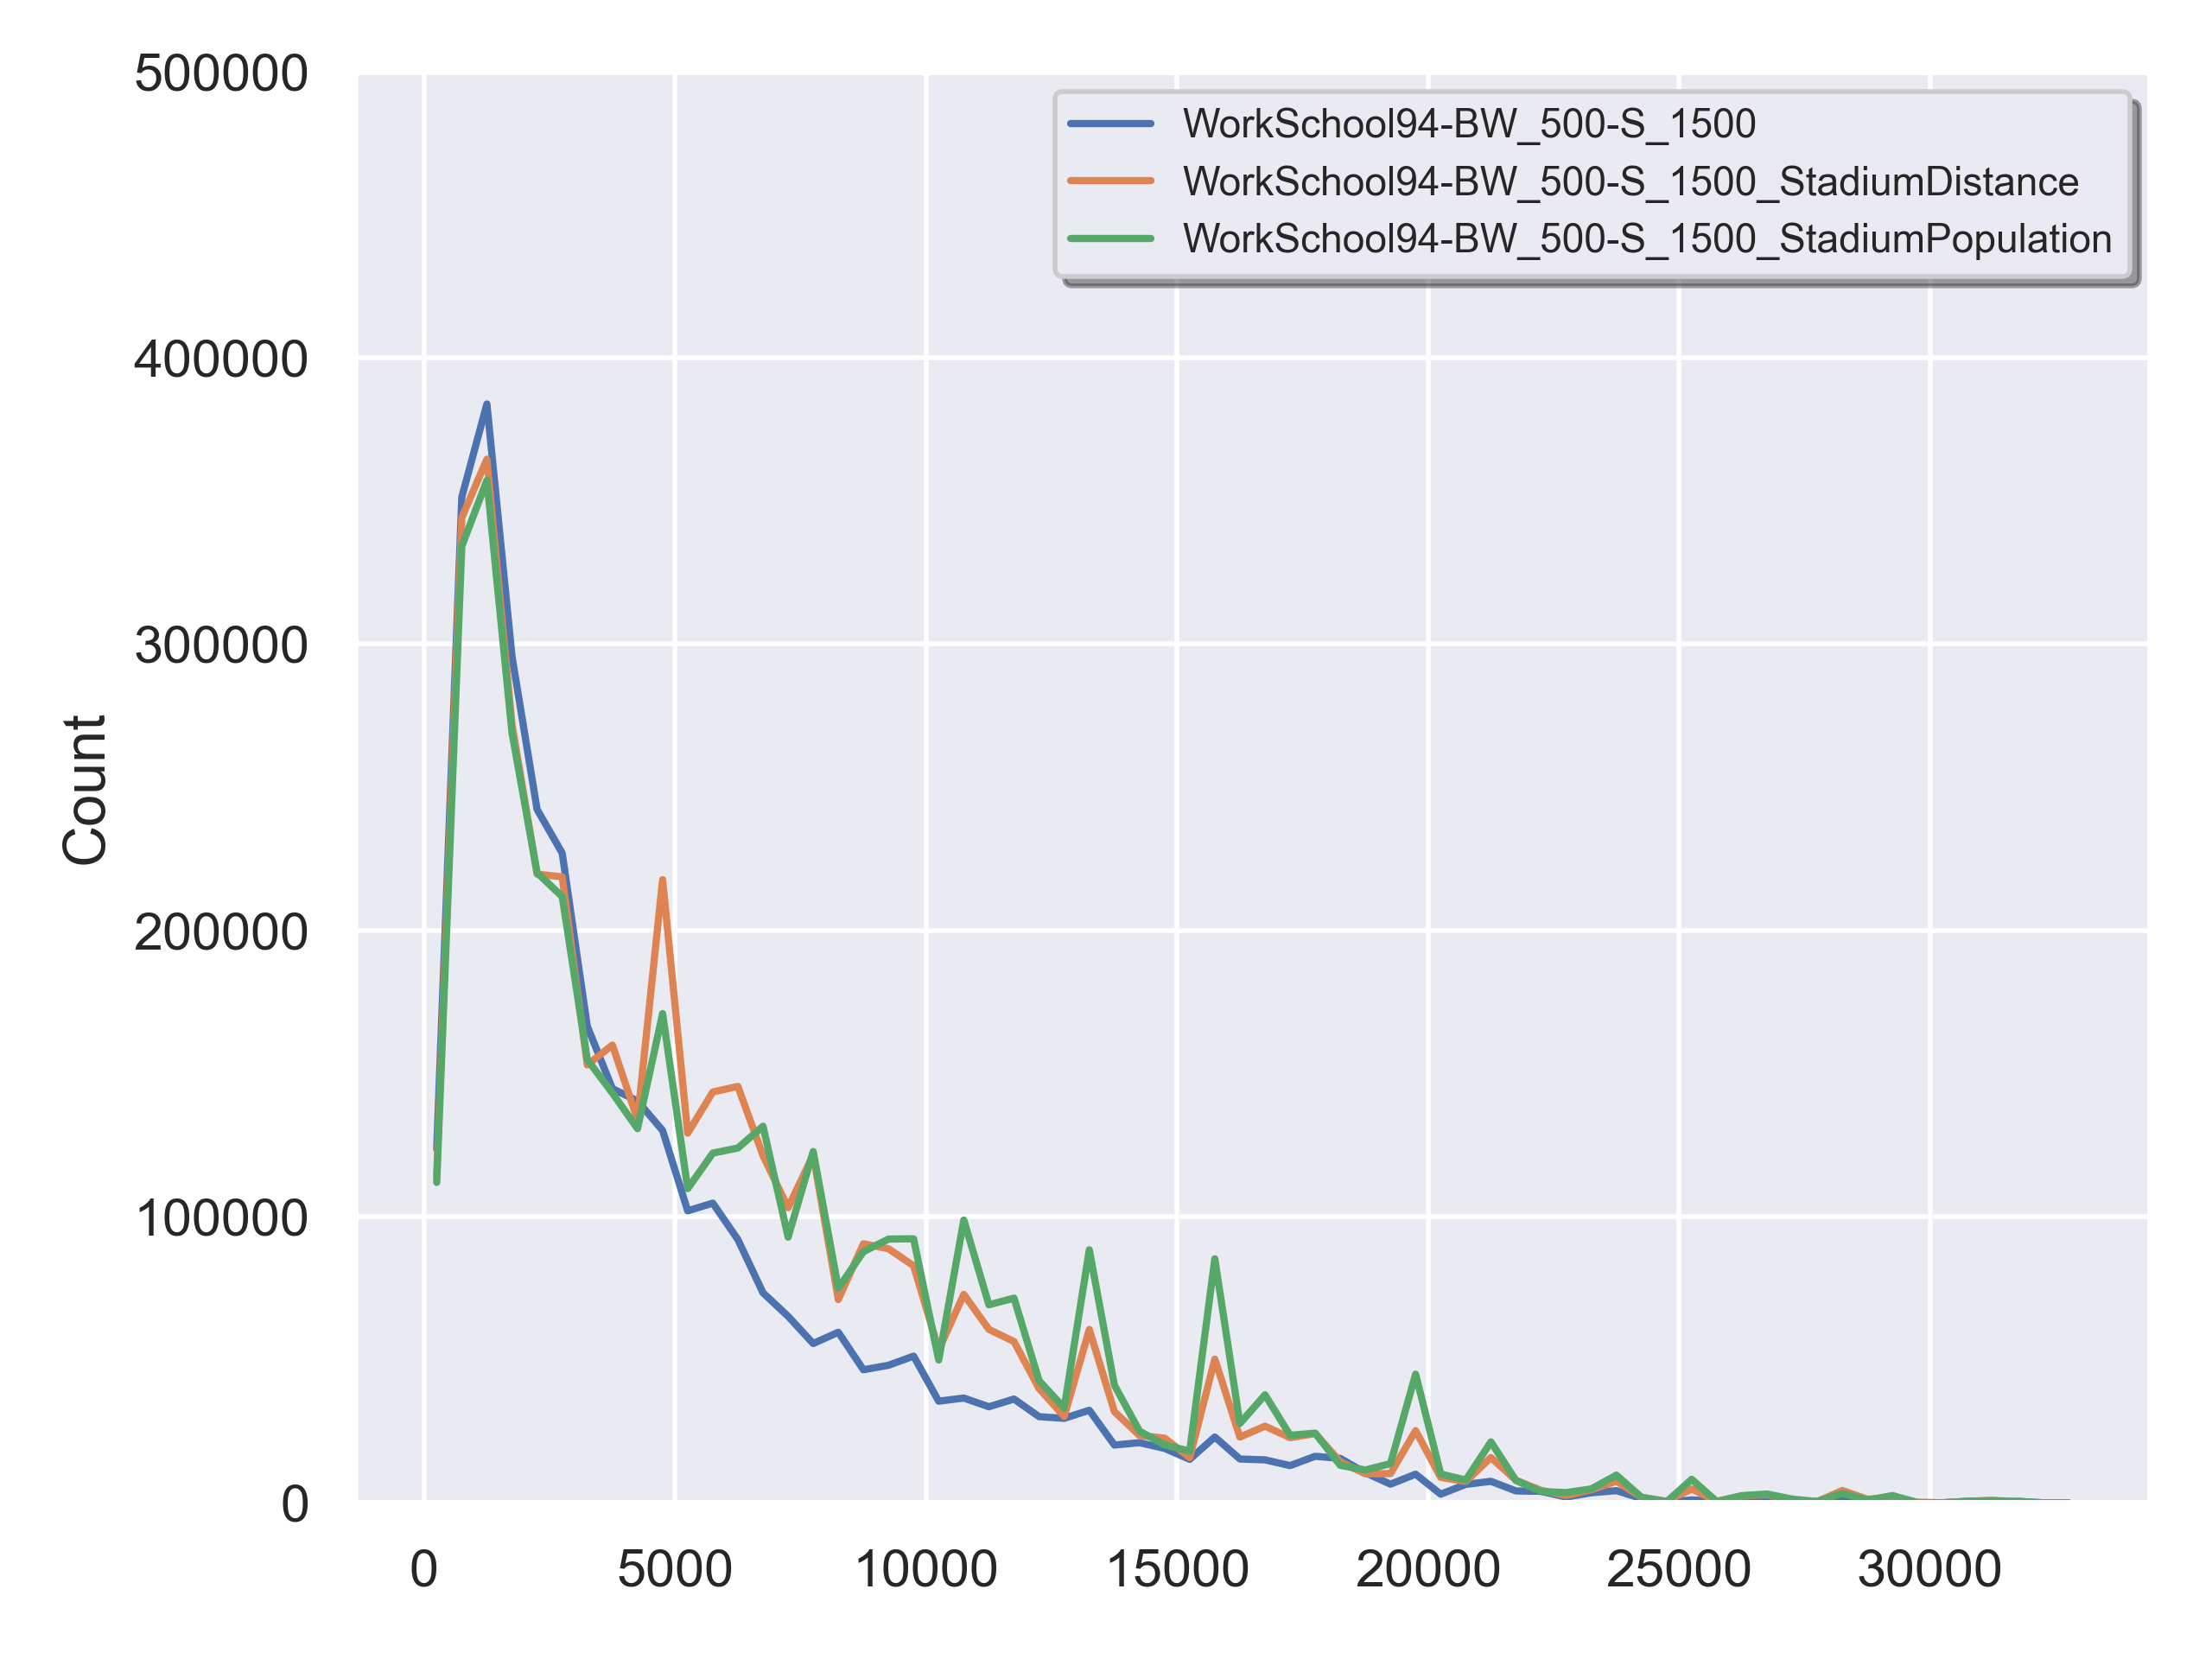 500000
400000
300000
200000
100000
0
Count
WorkSchool94-BW_500-S_1500
WorkSchool94-BW_500-S_1500_StadiumDistance
WorkSchool94-BW_500-S_1500_StadiumPopulation
0 5000 10000 15000 20000 25000 30000